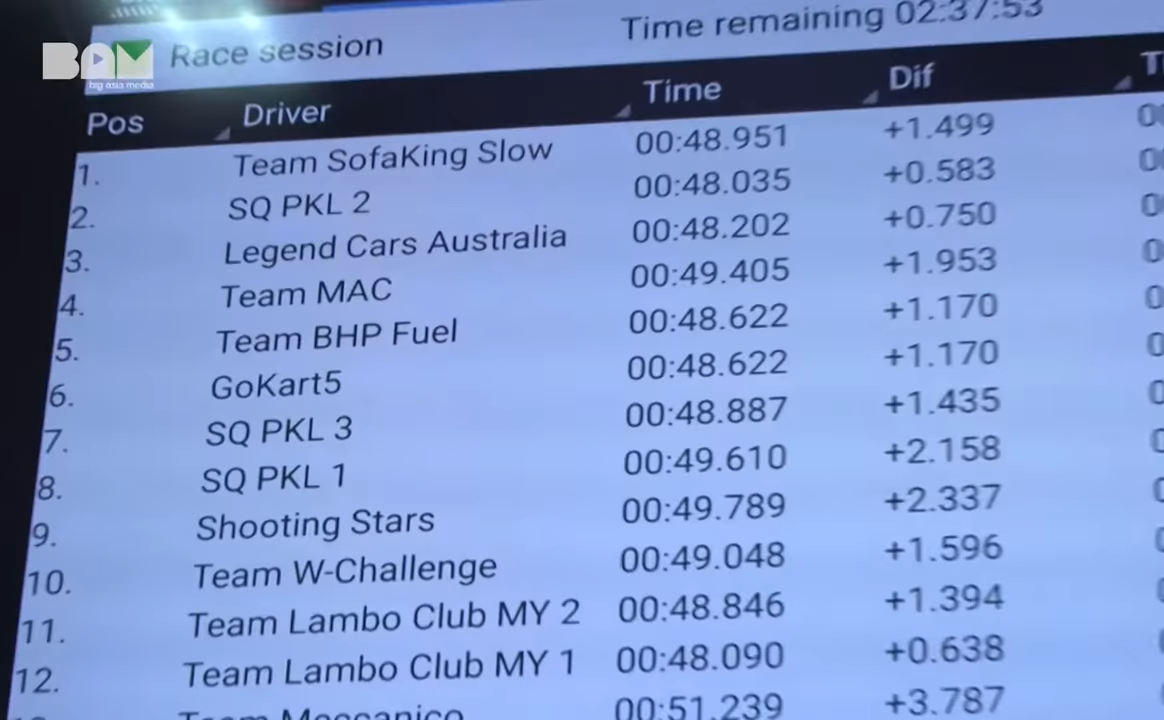 BAM
big asia media
Race session Time remaining 02:37:53
Pos Driver Time Dif
1. Team SofaKing Slow 00:48.951 +1.499
2. SQ PKL 2 00:48.035 +0.583
3. Legend Cars Australia 00:48.202 +0.750
4. Team MAC 00:49.405 +1.953
5. Team BHP Fuel 00:48.622 +1.170
6. GoKart5 00:48.622 +1.170
7. SQ PKL 3 00:48.887 +1.435
8. SQ PKL 1 00:49.610 +2.158
9. Shooting Stars 00:49.789 +2.337
10. Team W-Challenge 00:49.048 +1.596
11. Team Lambo Club MY 2 00:48.846 +1.394
12. Team Lambo Club MY 1 00:48.090 +0.638
Team Meccanico 00:51.239 +3.787